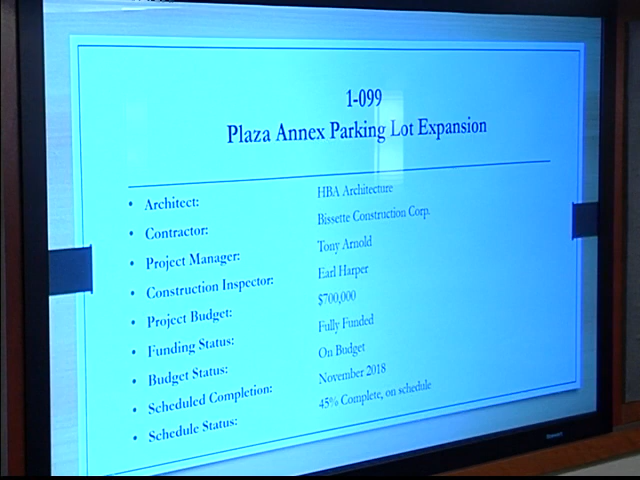 1-099
Plaza Annex Parking Lot Expansion
• Architect: HBA Architecture
• Contractor: Bissette Construction Corp.
• Project Manager: Tony Arnold
• Construction Inspector: Earl Harper
• Project Budget: $700,000
• Funding Status: Fully Funded
• Budget Status: On Budget
• Scheduled Completion: November 2018
• Schedule Status: 45% Complete, on schedule